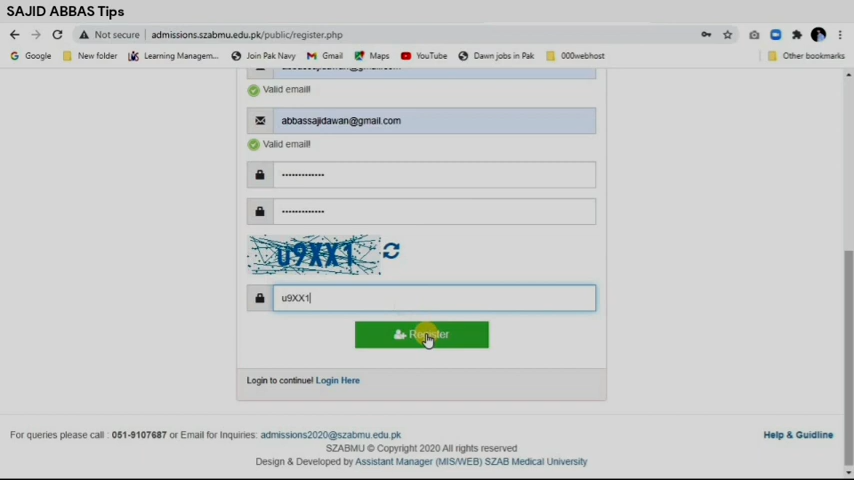 SAJID ABBAS Tips
Not secure | admissions.szabmu.edu.pk/public/register.php
Google New folder Learning Managem... Join Pak Navy Gmail Maps YouTube Dawn jobs in Pak 000webhost Other bookmarks
abbassajidawan@gmail.com
Valid email!
abbassajidawan@gmail.com
Valid email!
u9XX1
u9XX1
Register
Login to continue! Login Here
For queries please call : 051-9107687 or Email for Inquiries: admissions2020@szabmu.edu.pk Help & Guidline
SZABMU © Copyright 2020 All rights reserved
Design & Developed by Assistant Manager (MIS/WEB) SZAB Medical University